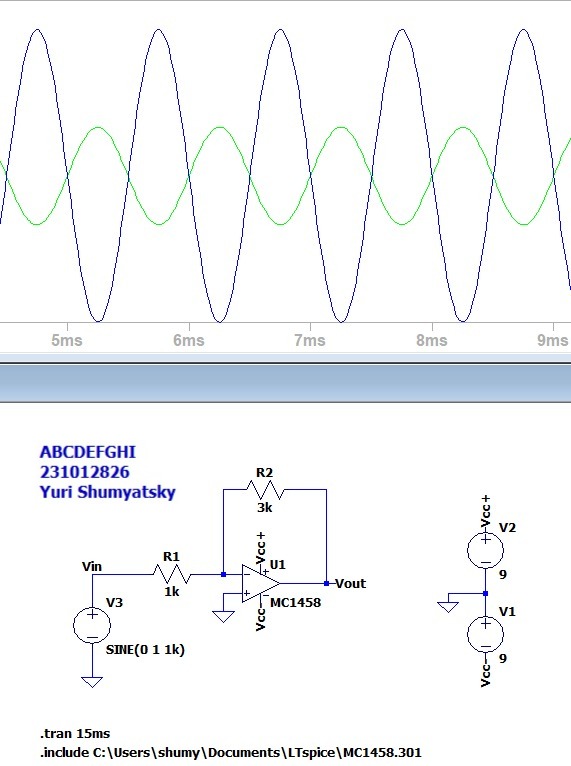 5ms 6ms 7ms 8ms 9ms
ABCDEFGHI
231012826
Yuri Shumyatsky
R2
3k
Vcc+
V2
9
R1
1k
Vin
Vcc+
U1
Vout
MC1458
Vcc-
V3
SINE(0 1 1k)
V1
9
Vcc-
.tran 15ms
.include C:\Users\shumy\Documents\LTspice\MC1458.301